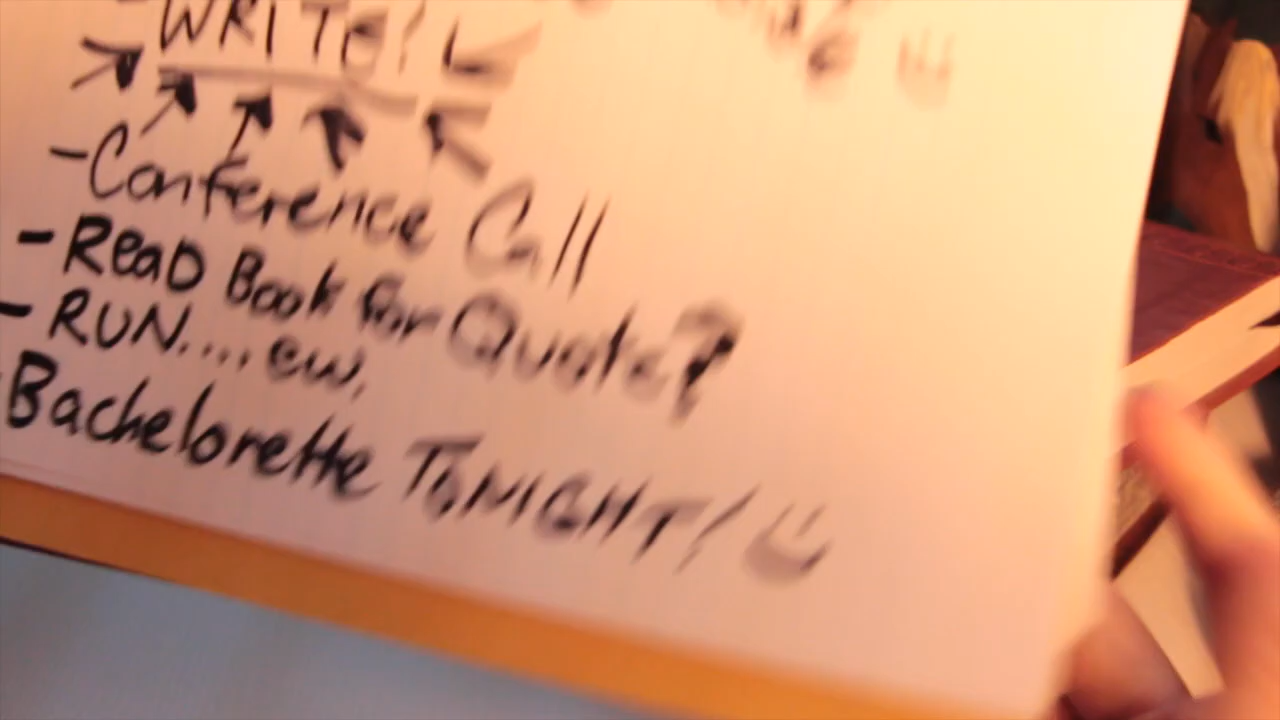 - WRITE!
- Conference Call
- ReaD Book for Quote?
- RUN.... ew.
Bachelorette TONIGHT! :)